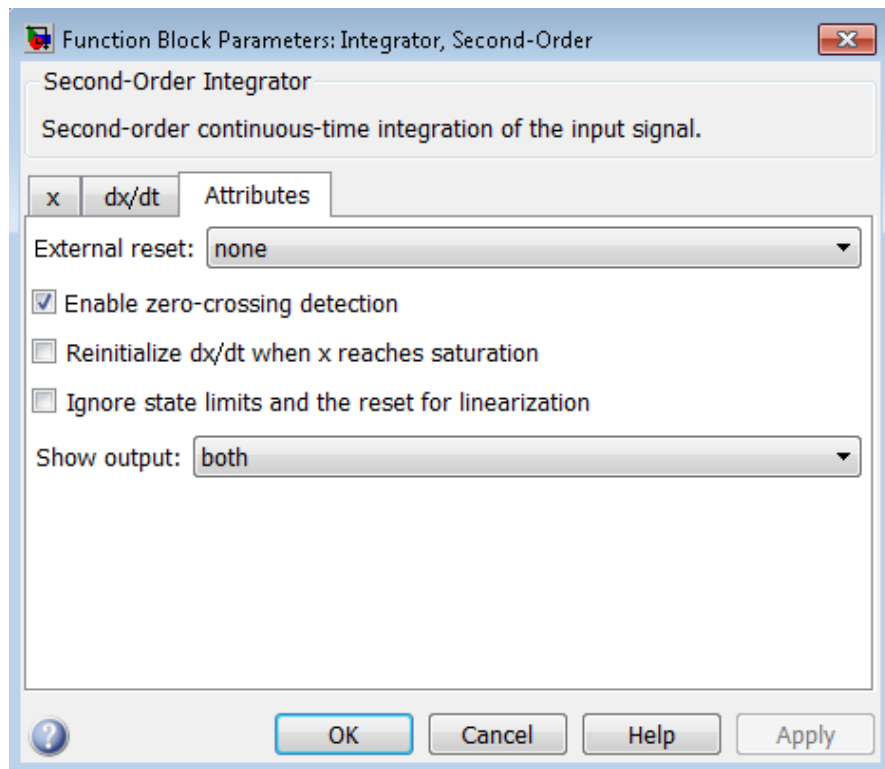 Function Block Parameters: Integrator, Second-Order
Second-Order Integrator
Second-order continuous-time integration of the input signal.
x dx/dt Attributes
External reset: none
Enable zero-crossing detection
Reinitialize dx/dt when x reaches saturation
Ignore state limits and the reset for linearization
Show output: both
OK Cancel Help Apply